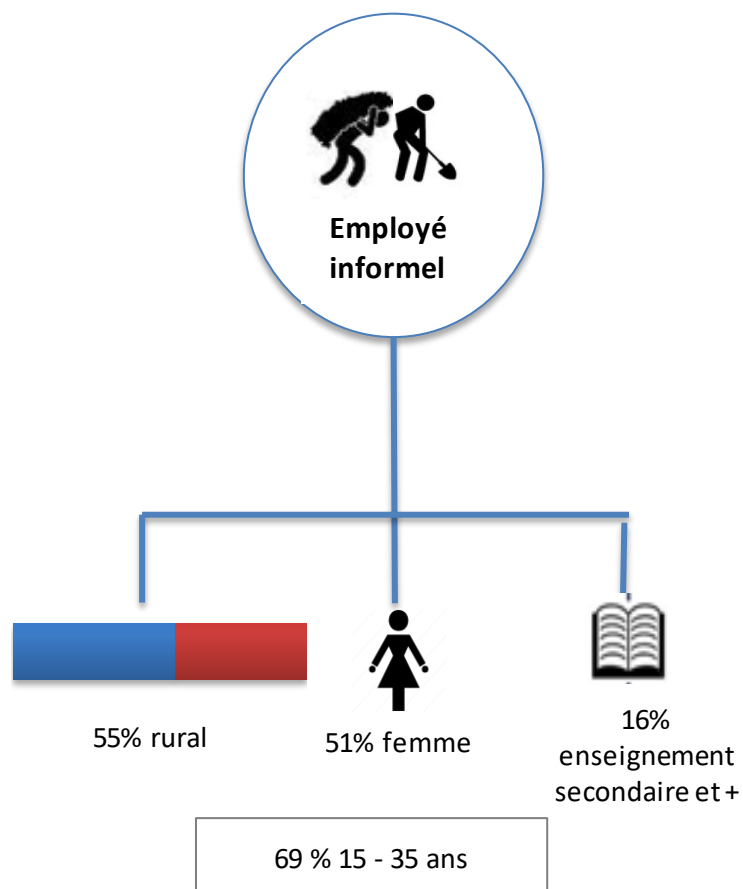 Employé
informel
55% rural
51% femme
16%
enseignement
secondaire et +
69 % 15 - 35 ans